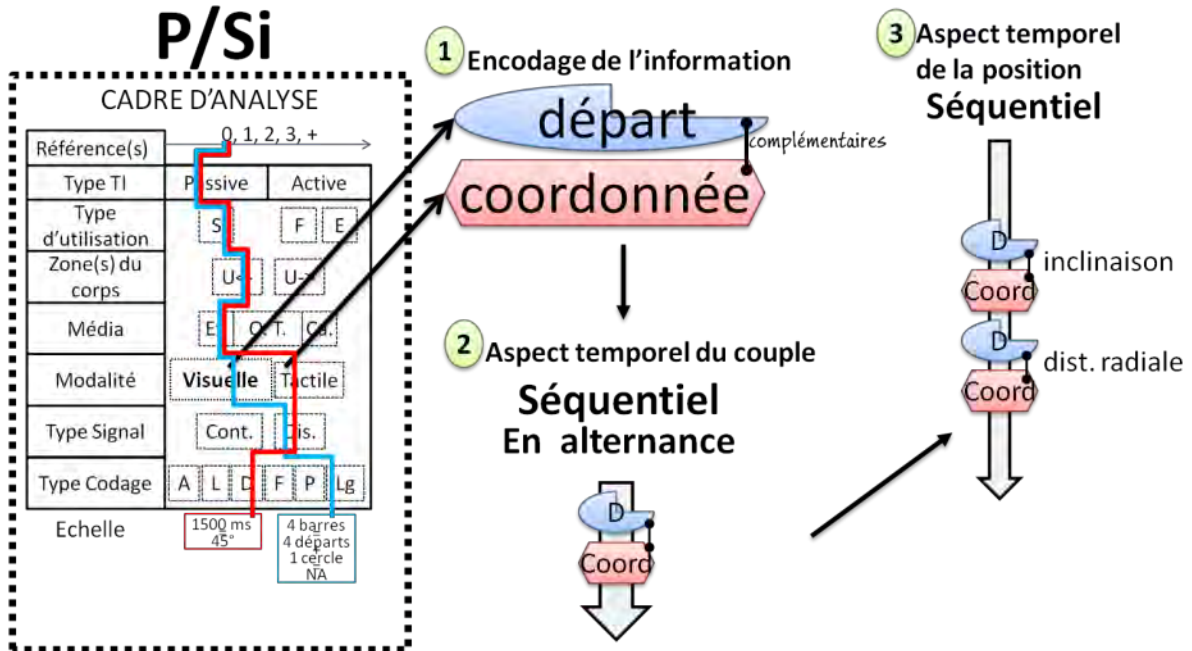 P/Si
CADRE D'ANALYSE
Référence(s)
0, 1, 2, 3, +
Type TI
Passive
Active
Type
d'utilisation
S
F
E
Zone(s) du
corps
U<-
U->
Média
O. T.
Ca.
Modalité
Visuelle
Tactile
Type Signal
Cont.
Dis.
Type Codage
A
L
D
F
P
Lg
Echelle
1500 ms
=
45°
4 barres
=
4 départs
+
1 cercle
=
NA
1 Encodage de l'information
départ
complémentaires
coordonnée
2 Aspect temporel du couple
Séquentiel
En alternance
D
Coord
3 Aspect temporel
de la position
Séquentiel
D
inclinaison
Coord
D
dist. radiale
Coord